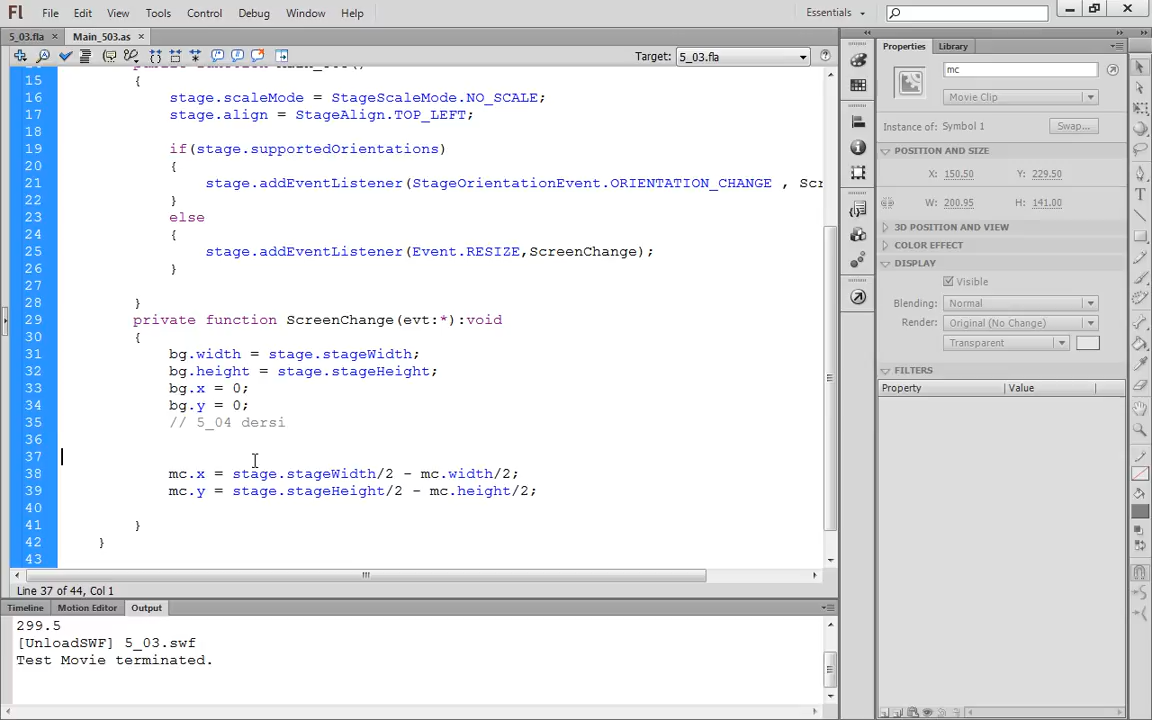 Fl File Edit View Tools Control Debug Window Help Essentials
5_03.fla × Main_503.as ×
Target: 5_03.fla
Properties Library
mc
Movie Clip
Instance of: Symbol 1 Swap...
POSITION AND SIZE
X: 150.50 Y: 229.50
W: 200.95 H: 141.00
3D POSITION AND VIEW
COLOR EFFECT
DISPLAY
Visible
Blending: Normal
Render: Original (No Change)
Transparent
FILTERS
Property Value
15 {
16 stage.scaleMode = StageScaleMode.NO_SCALE;
17 stage.align = StageAlign.TOP_LEFT;
18
19 if(stage.supportedOrientations)
20 {
21 stage.addEventListener(StageOrientationEvent.ORIENTATION_CHANGE , Scr
22 }
23 else
24 {
25 stage.addEventListener(Event.RESIZE,ScreenChange);
26 }
27
28 }
29 private function ScreenChange(evt:*):void
30 {
31 bg.width = stage.stageWidth;
32 bg.height = stage.stageHeight;
33 bg.x = 0;
34 bg.y = 0;
35 // 5_04 dersi
36
37
38 mc.x = stage.stageWidth/2 - mc.width/2;
39 mc.y = stage.stageHeight/2 - mc.height/2;
40
41 }
42 }
43
Line 37 of 44, Col 1
Timeline Motion Editor Output
299.5
[UnloadSWF] 5_03.swf
Test Movie terminated.